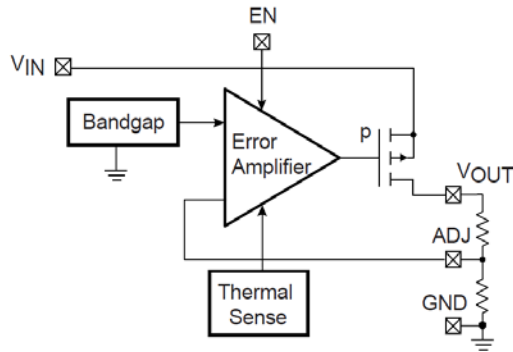 EN
VIN
Bandgap
Error
Amplifier
p
VOUT
ADJ
Thermal
Sense
GND